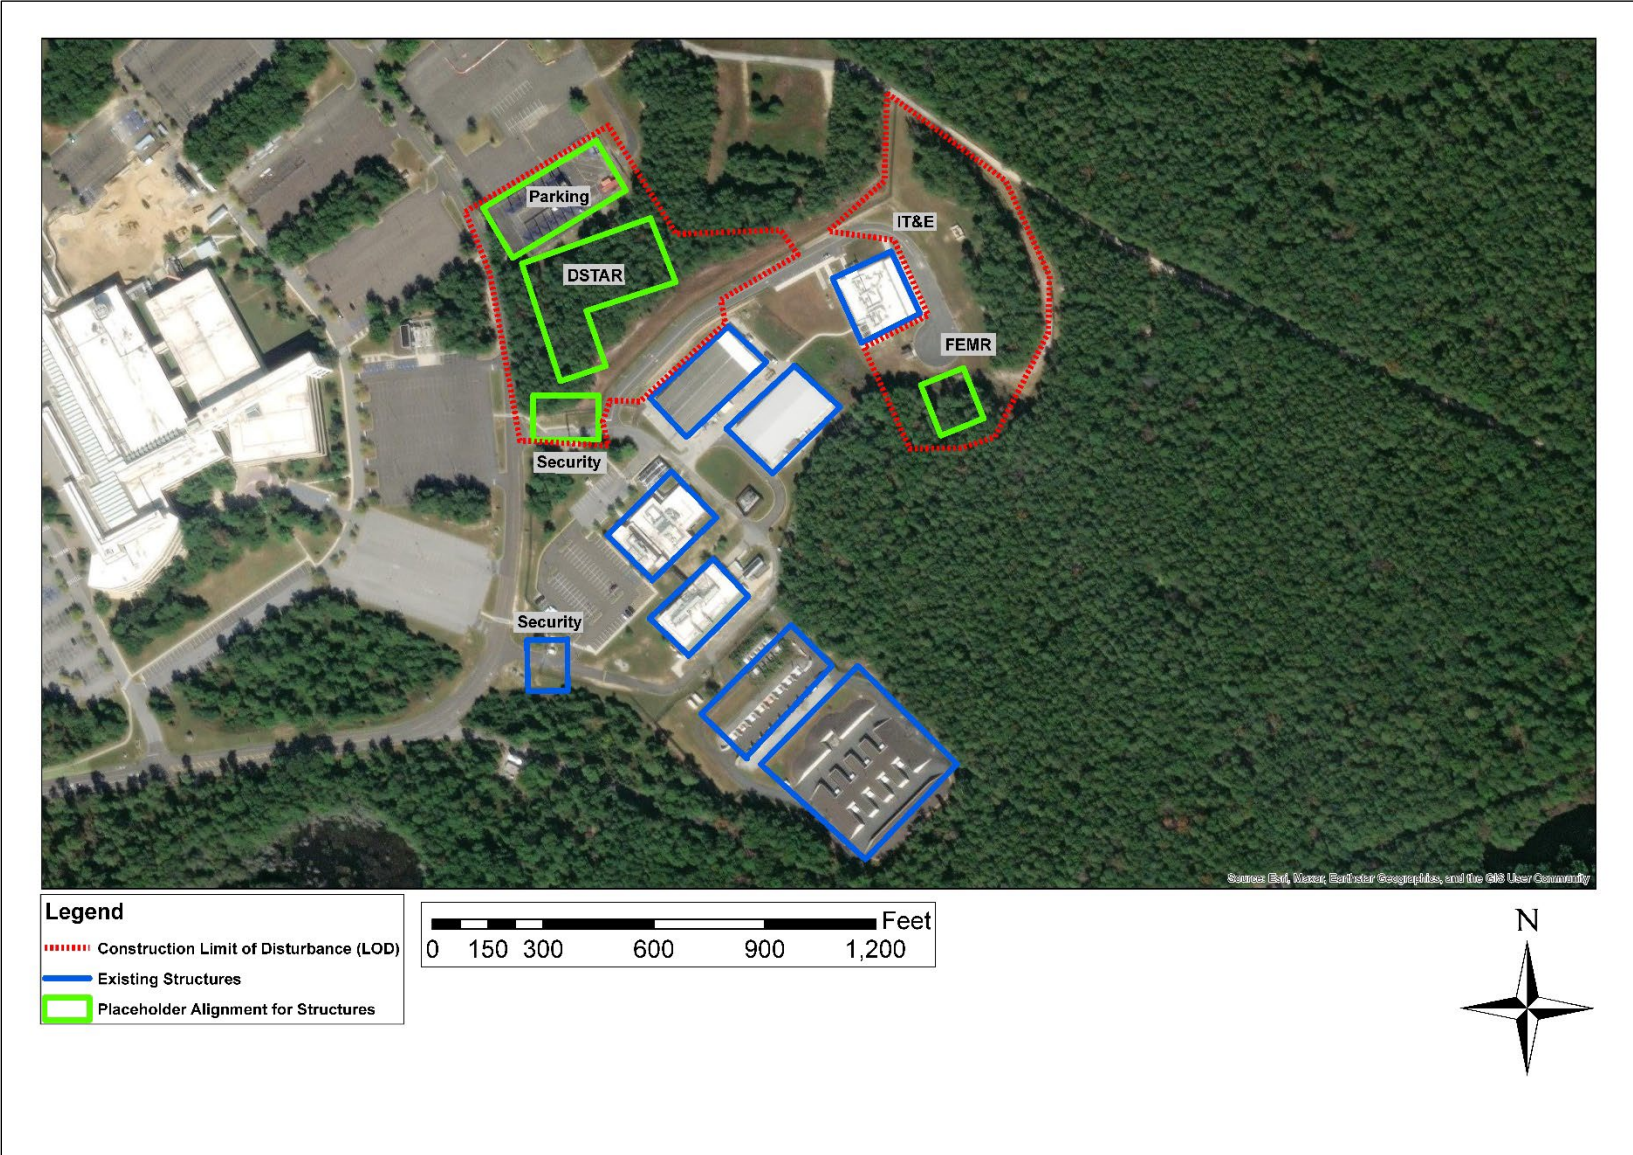 Parking
IT&E
DSTAR
FEMR
Security
Security
Source: Esri, Maxar, Earthstar Geographics, and the GIS User Community
Legend
Construction Limit of Disturbance (LOD)
Existing Structures
Placeholder Alignment for Structures
Feet
0 150 300 600 900 1,200
N